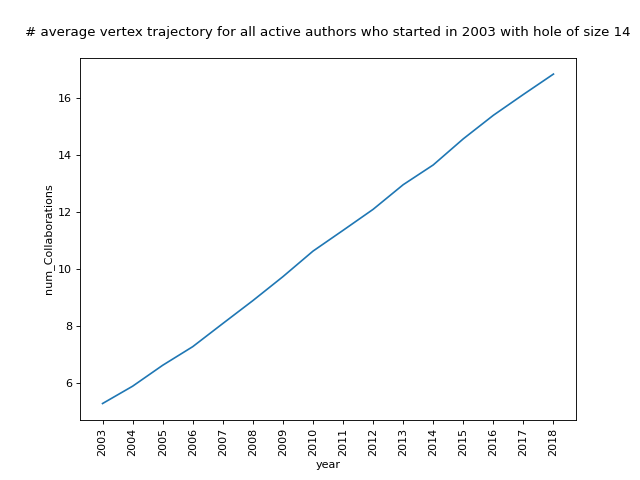 # average vertex trajectory for all active authors who started in 2003 with hole of size 14
16
14
12
10
8
6
num_Collaborations
2003 2004 2005 2006 2007 2008 2009 2010 2011 2012 2013 2014 2015 2016 2017 2018
year